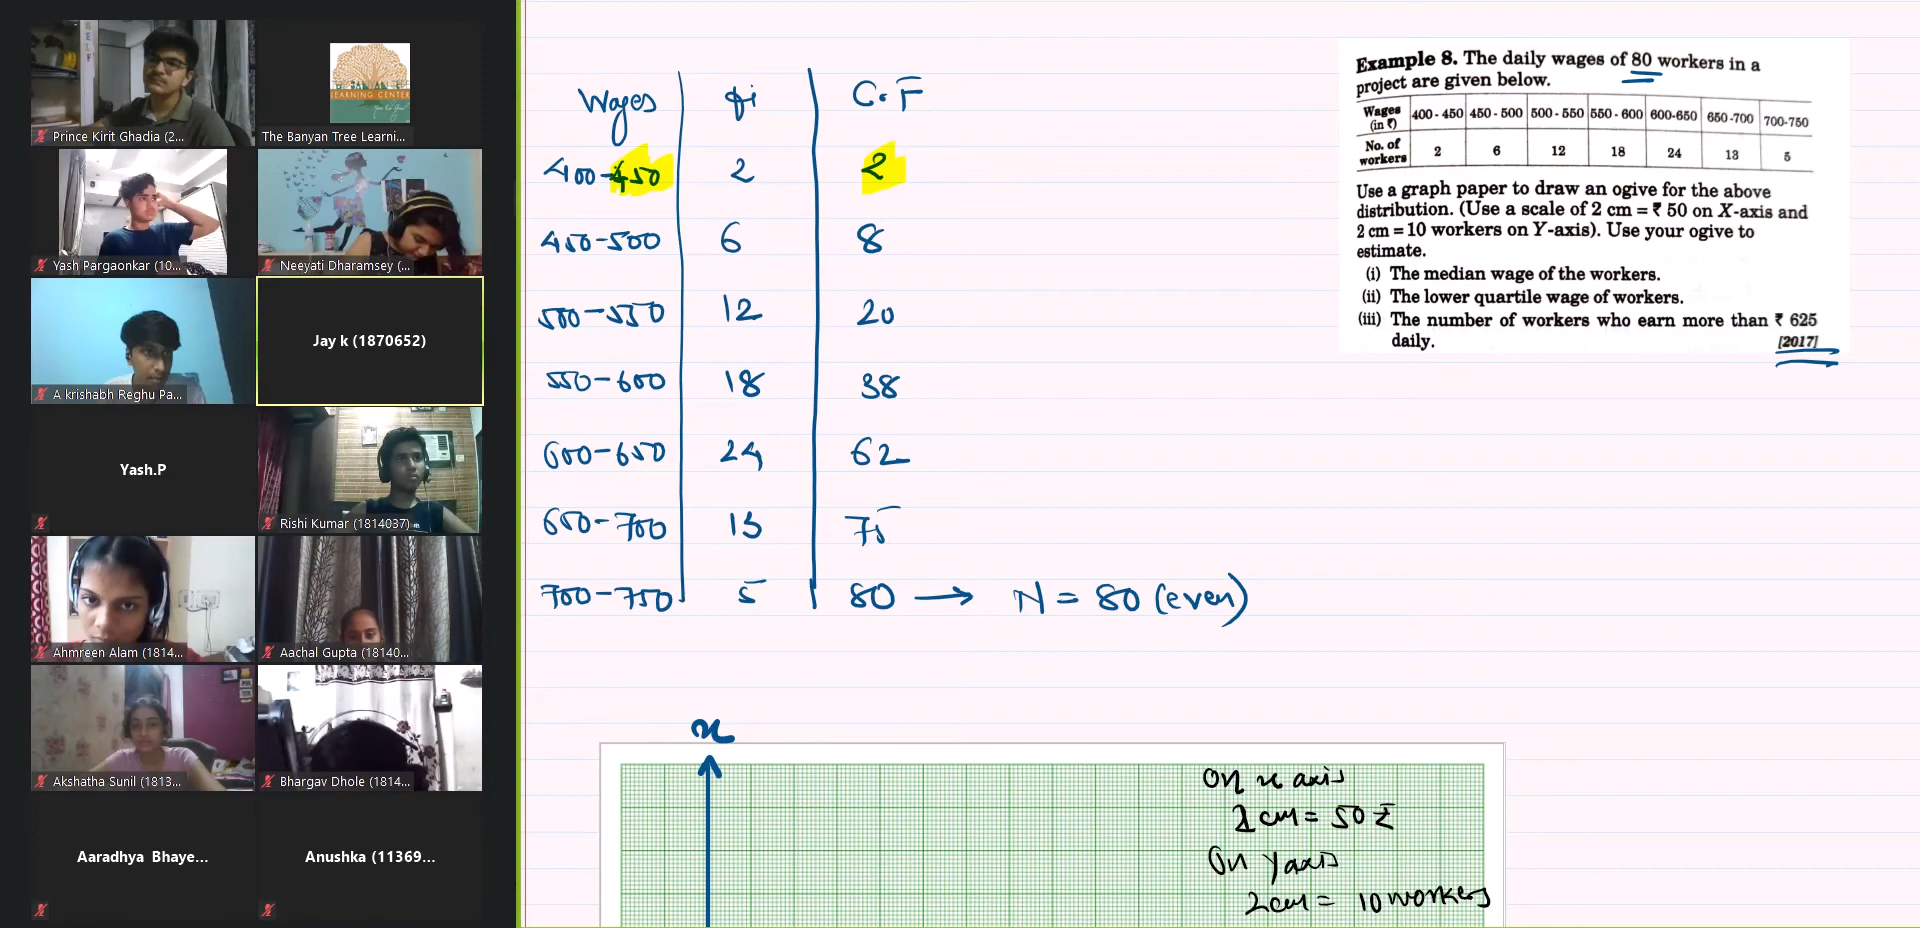 Prince Kirit Ghadia (2...
LEARNING CENTER
The Banyan Tree Learni...
Yash Pargaonkar (10...
Neeyati Dharamsey (...
A krishabh Reghu Pa...
Jay k (1870652)
Yash.P
Rishi Kumar (1814037)
Ahmreen Alam (1814...
Aachal Gupta (18140...
Akshatha Sunil (1813...
Bhargav Dhole (1814...
Aaradhya Bhaye...
Anushka (11369...
Wages fi C.F
400-450 2 2
450-500 6 8
500-550 12 20
550-600 18 38
600-650 24 62
650-700 13 75
700-750 5 80 → N = 80 (even)
Example 8. The daily wages of 80 workers in a
project are given below.
Wages (in ₹) 400 - 450 450 - 500 500 - 550 550 - 600 600-650 650-700 700-750
No. of workers 2 6 12 18 24 13 5
Use a graph paper to draw an ogive for the above
distribution. (Use a scale of 2 cm = ₹ 50 on X-axis and
2 cm = 10 workers on Y-axis). Use your ogive to
estimate.
(i) The median wage of the workers.
(ii) The lower quartile wage of workers.
(iii) The number of workers who earn more than ₹ 625
daily. [2017]
x
On x axis
2 cm = 50 ₹
On y axis
2 cm = 10 workers